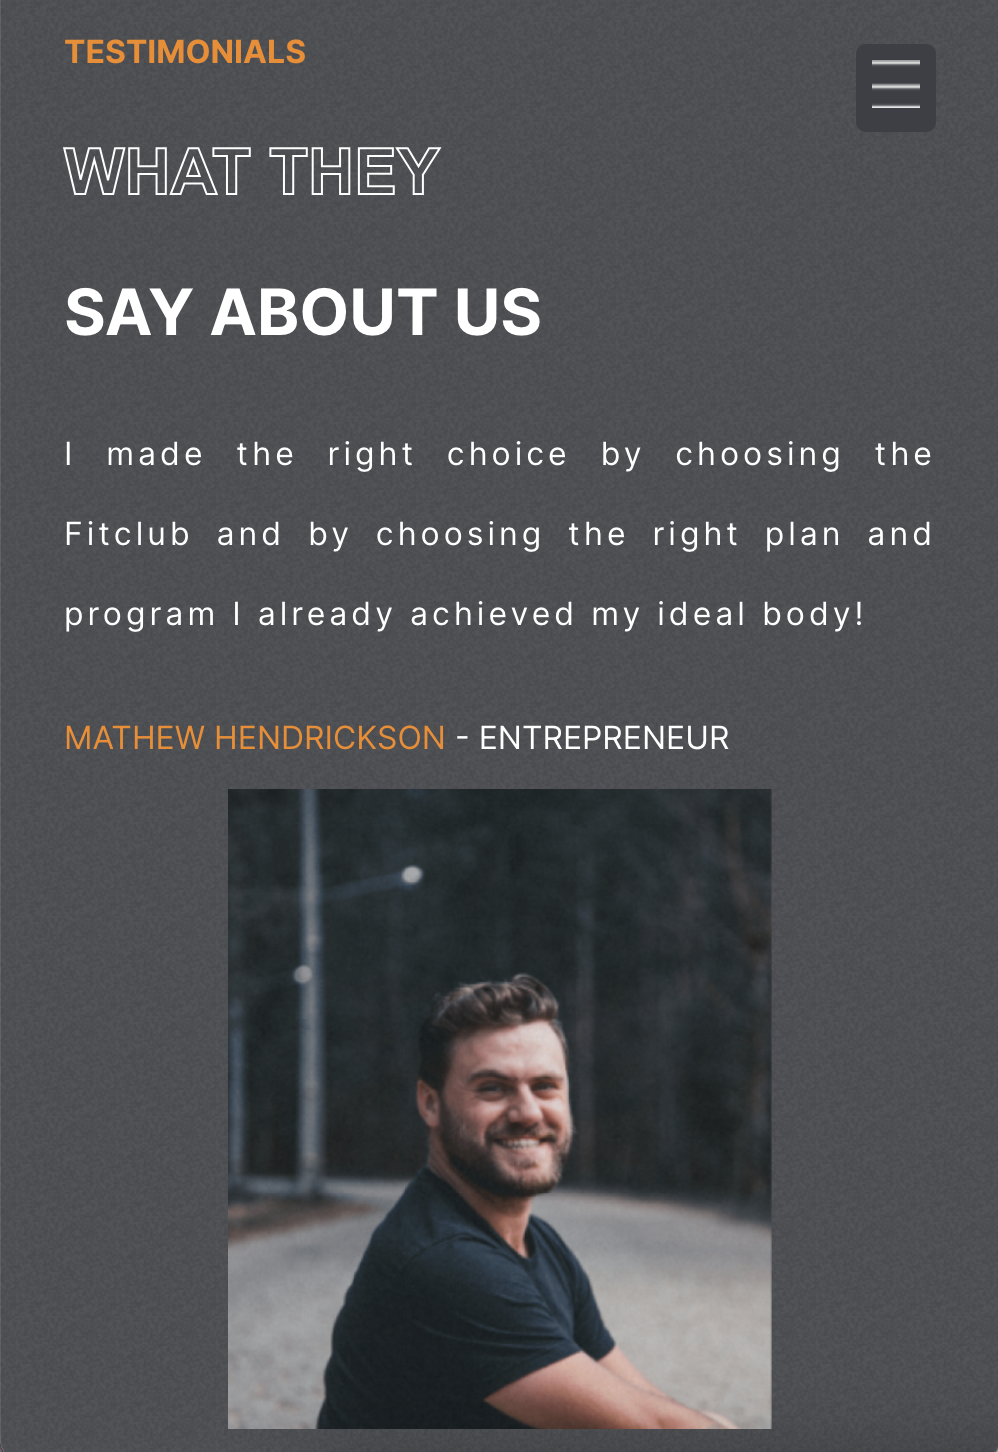 TESTIMONIALS
WHAT THEY
SAY ABOUT US
I made the right choice by choosing the
Fitclub and by choosing the right plan and
program I already achieved my ideal body!
MATHEW HENDRICKSON - ENTREPRENEUR